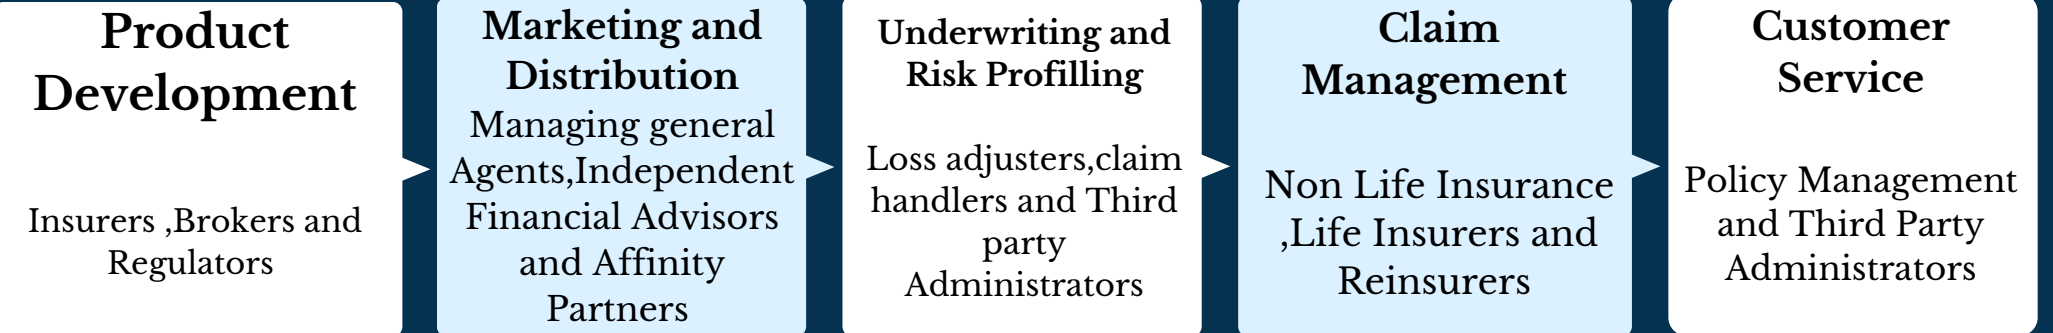 Product
Development
Insurers ,Brokers and
Regulators
Marketing and
Distribution
Managing general
Agents,Independent
Financial Advisors
and Affinity
Partners
Underwriting and
Risk Profilling
Loss adjusters,claim
handlers and Third
party
Administrators
Claim
Management
Non Life Insurance
,Life Insurers and
Reinsurers
Customer
Service
Policy Management
and Third Party
Administrators